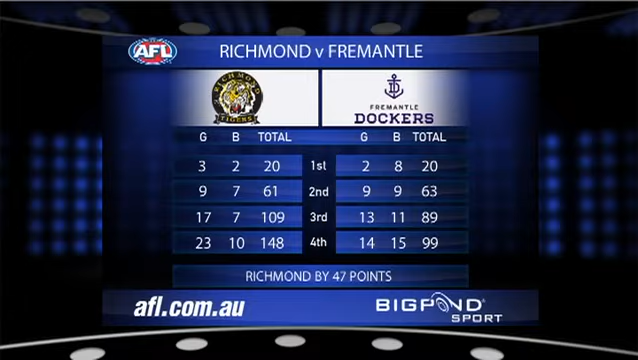 AFL
RICHMOND v FREMANTLE
RICHMOND
TIGERS
FREMANTLE
DOCKERS
G B TOTAL G B TOTAL
3 2 20 1st 2 8 20
9 7 61 2nd 9 9 63
17 7 109 3rd 13 11 89
23 10 148 4th 14 15 99
RICHMOND BY 47 POINTS
afl.com.au
BIGPOND
SPORT